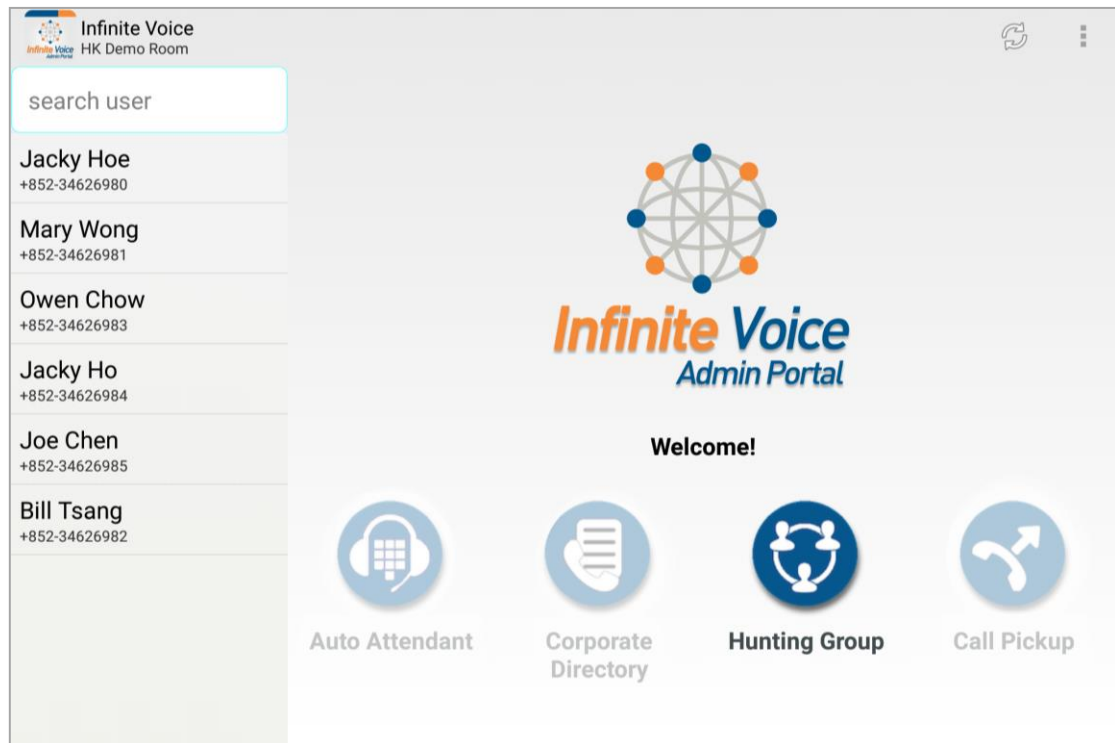 Infinite Voice
HK Demo Room
Infinite Voice
Admin Portal
search user
Jacky Hoe
+852-34626980
Mary Wong
+852-34626981
Owen Chow
+852-34626983
Jacky Ho
+852-34626984
Joe Chen
+852-34626985
Bill Tsang
+852-34626982
Infinite Voice
Admin Portal
Welcome!
Auto Attendant
Corporate
Directory
Hunting Group
Call Pickup